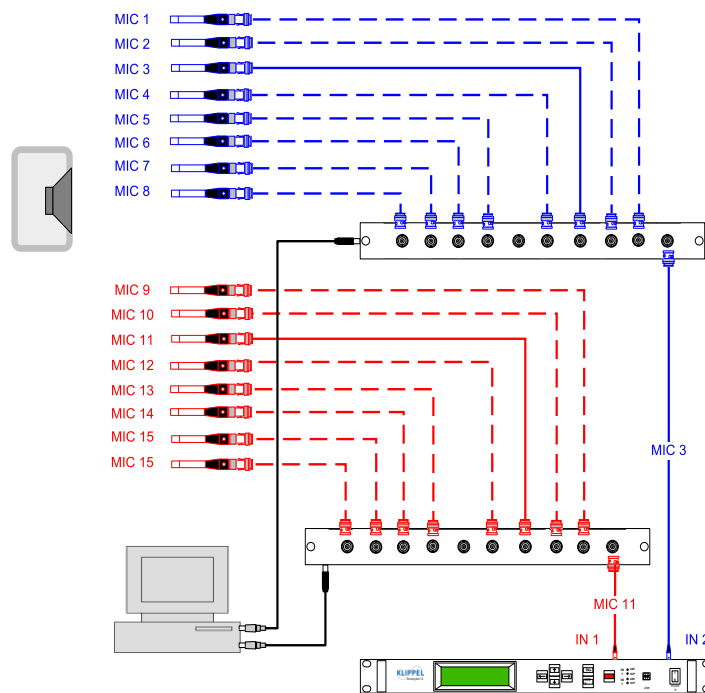 MIC 1
MIC 2
MIC 3
MIC 4
MIC 5
MIC 6
MIC 7
MIC 8
MIC 9
MIC 10
MIC 11
MIC 12
MIC 13
MIC 14
MIC 15
MIC 15
MIC 3
MIC 11
IN 1
IN 2
KLIPPEL